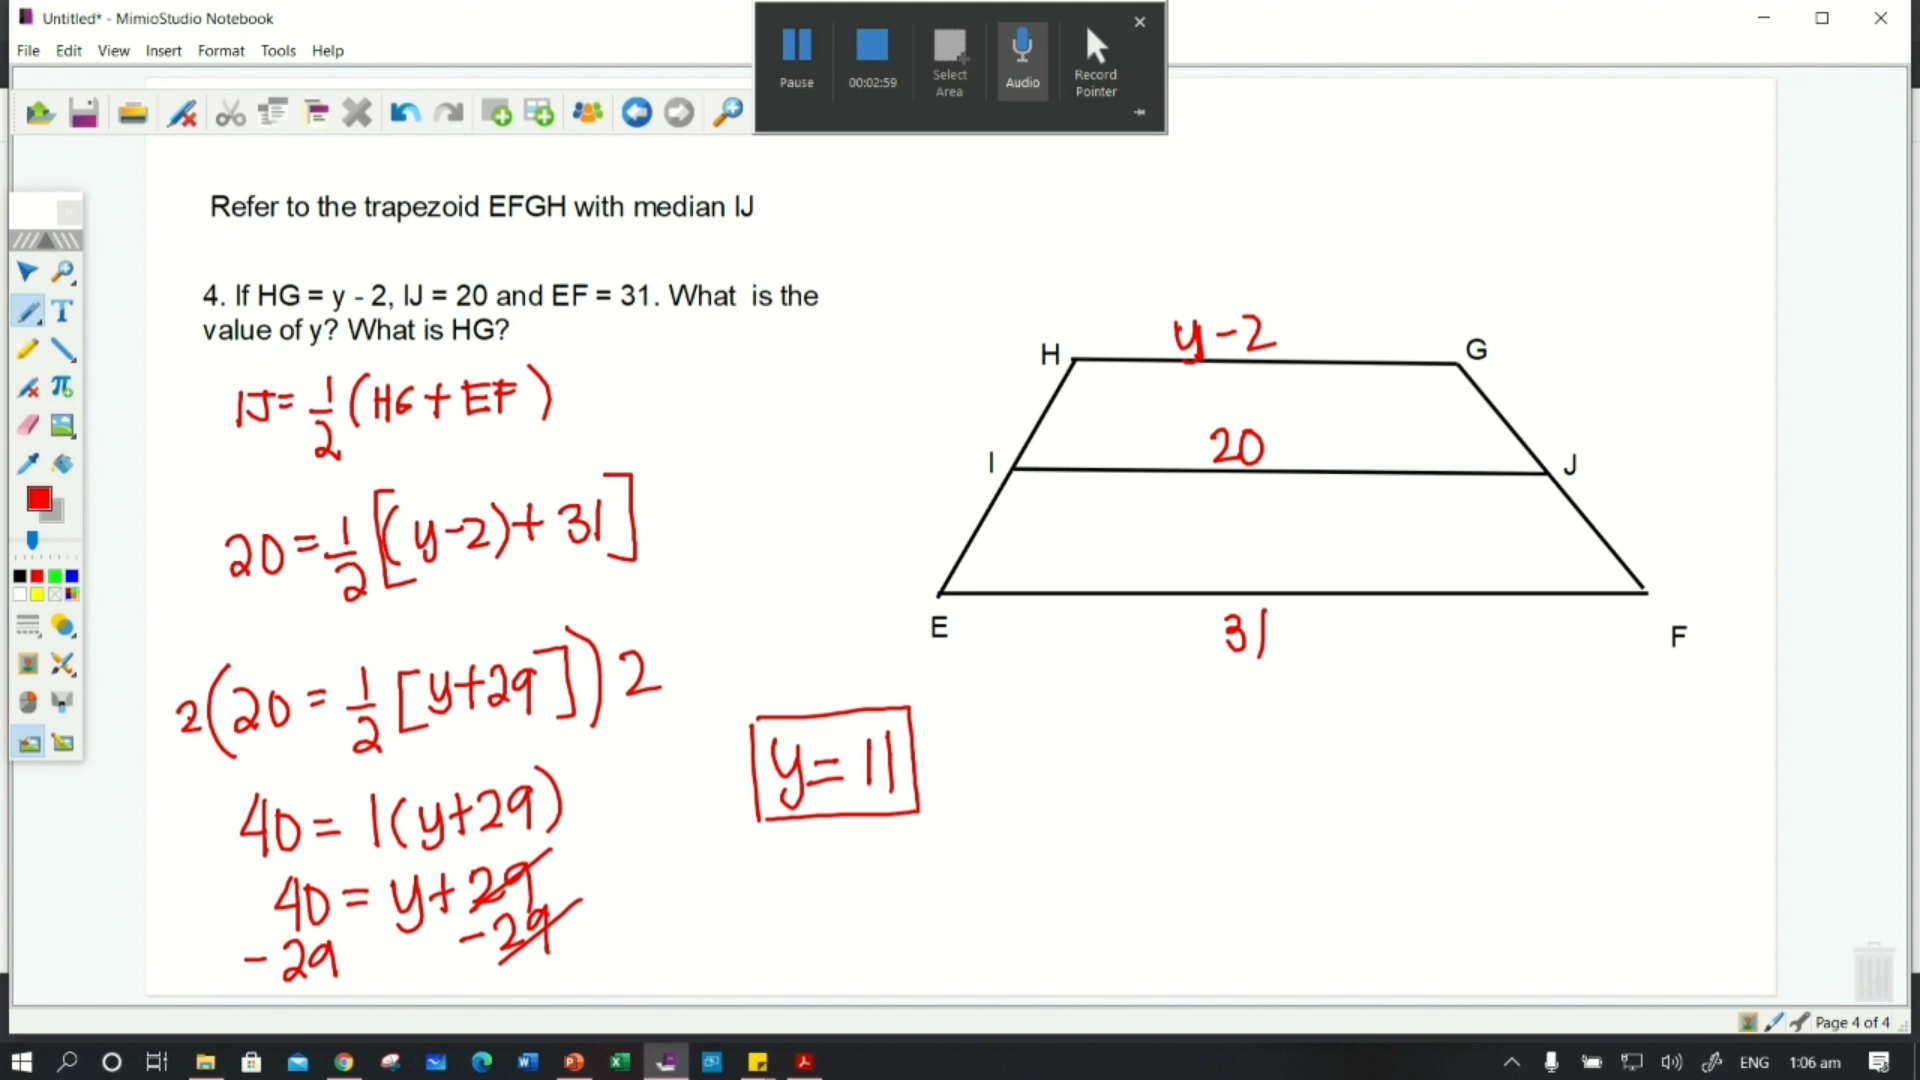 Untitled* - MimioStudio Notebook
File Edit View Insert Format Tools Help
Pause
00:02:59
Select Area
Audio
Record Pointer
Refer to the trapezoid EFGH with median IJ
4. If HG = y - 2, IJ = 20 and EF = 31. What is the
value of y? What is HG?
IJ = 1/2 (HG + EF)
20 = 1/2 [(y-2) + 31]
2(20 = 1/2 [y+29]) 2
40 = 1(y+29)
40 = y+29
-29 -29
y = 11
H y-2 G
I 20 J
E 31 F
Page 4 of 4
ENG 1:06 am